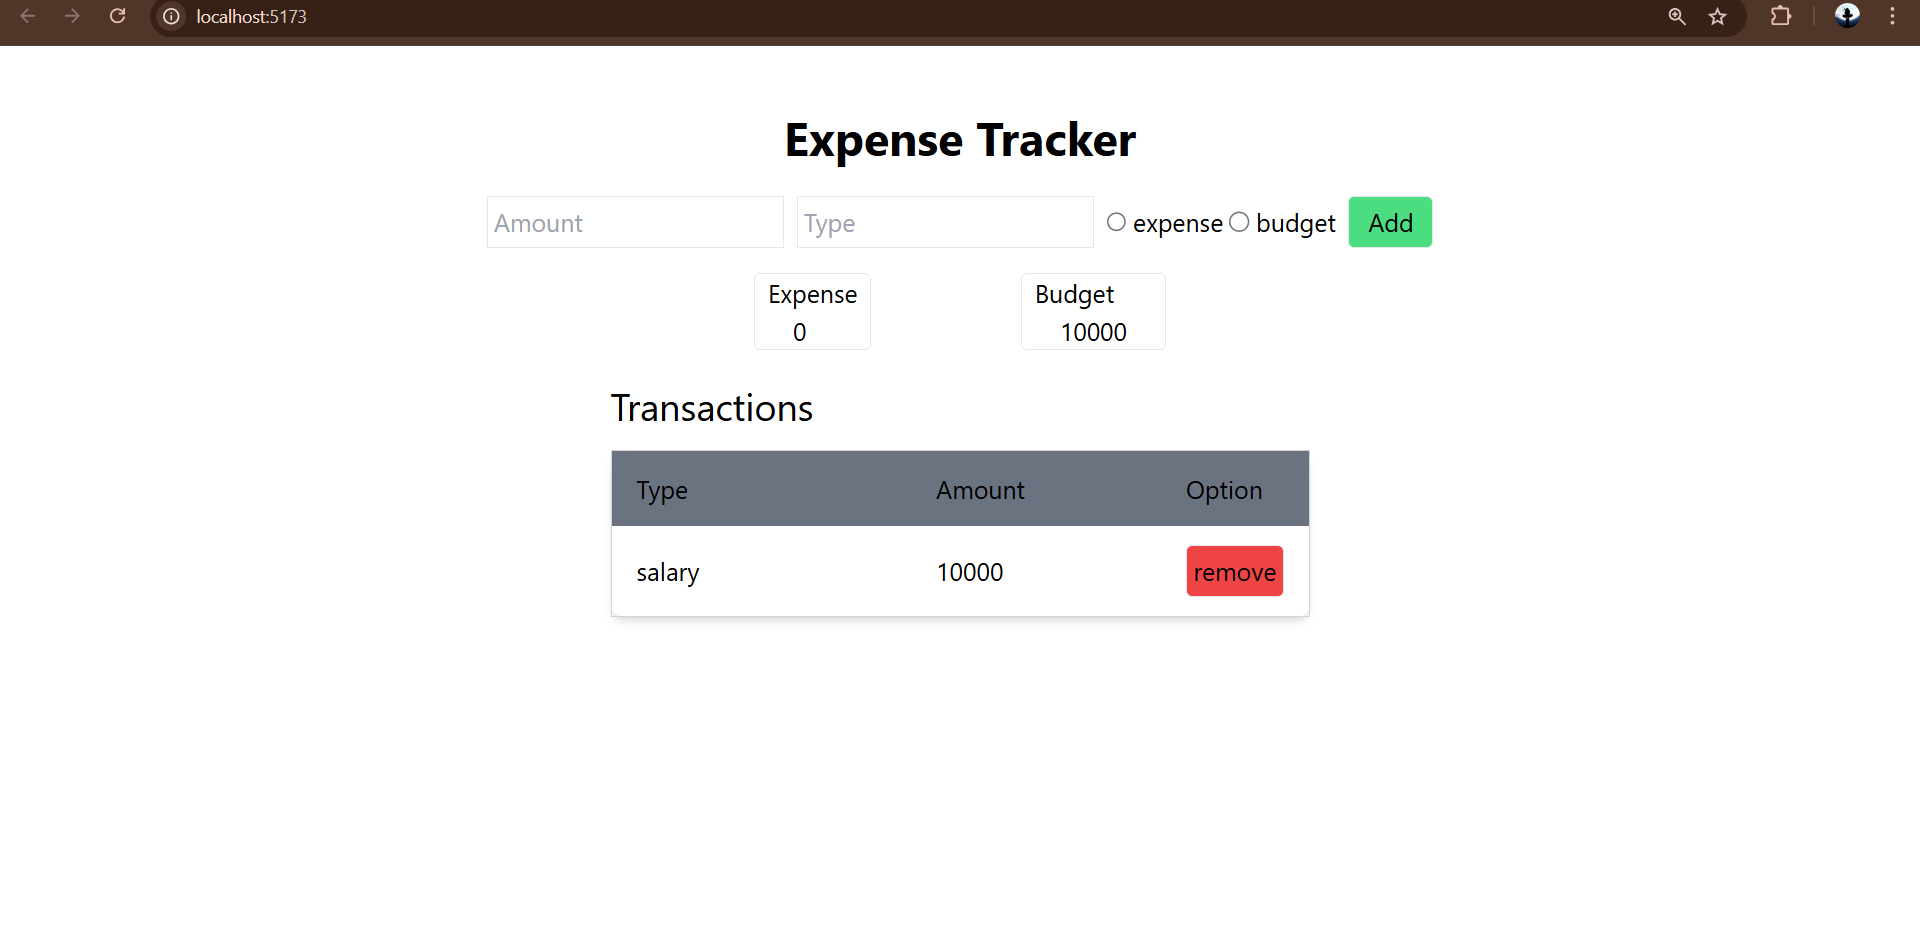 localhost:5173
Expense Tracker
Amount Type expense budget Add
Expense Budget
0 10000
Transactions
Type Amount Option
salary 10000 remove